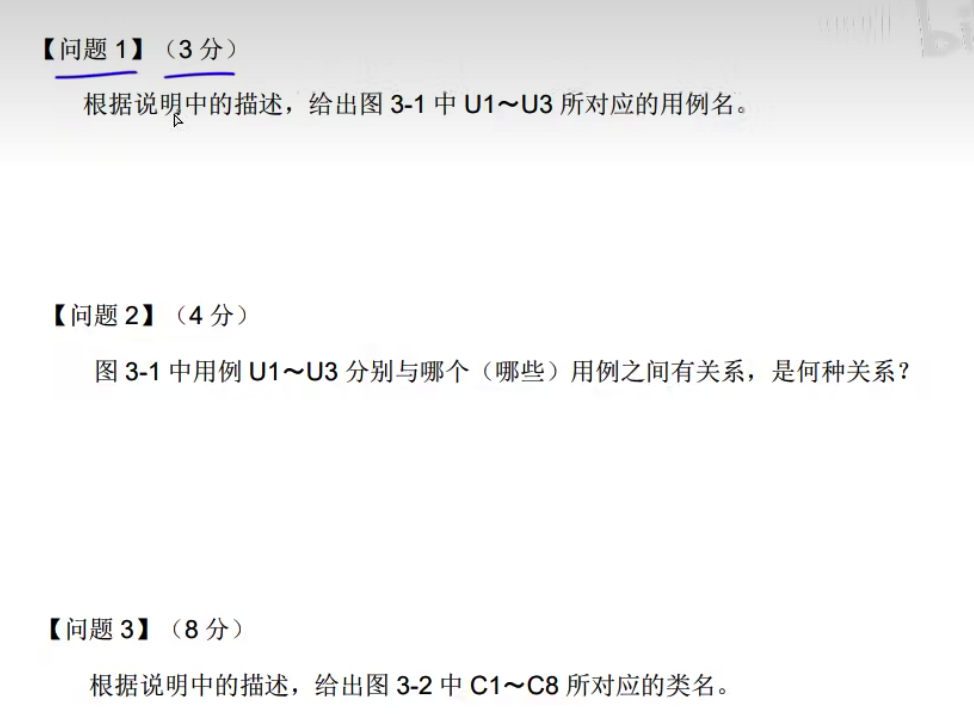 【问题 1】（3 分）
根据说明中的描述，给出图 3-1 中 U1～U3 所对应的用例名。
【问题 2】（4 分）
图 3-1 中用例 U1～U3 分别与哪个（哪些）用例之间有关系，是何种关系？
【问题 3】（8 分）
根据说明中的描述，给出图 3-2 中 C1～C8 所对应的类名。